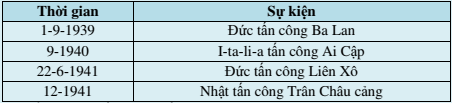 Thời gian Sự kiện
1-9-1939 Đức tấn công Ba Lan
9-1940 I-ta-li-a tấn công Ai Cập
22-6-1941 Đức tấn công Liên Xô
12-1941 Nhật tấn công Trân Châu cảng